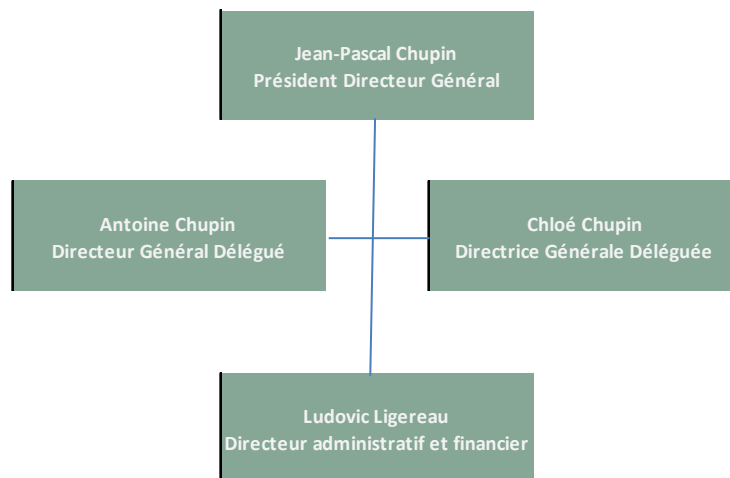 Jean-Pascal Chupin
Président Directeur Général
Antoine Chupin
Directeur Général Délégué
Chloé Chupin
Directrice Générale Déléguée
Ludovic Ligereau
Directeur administratif et financier